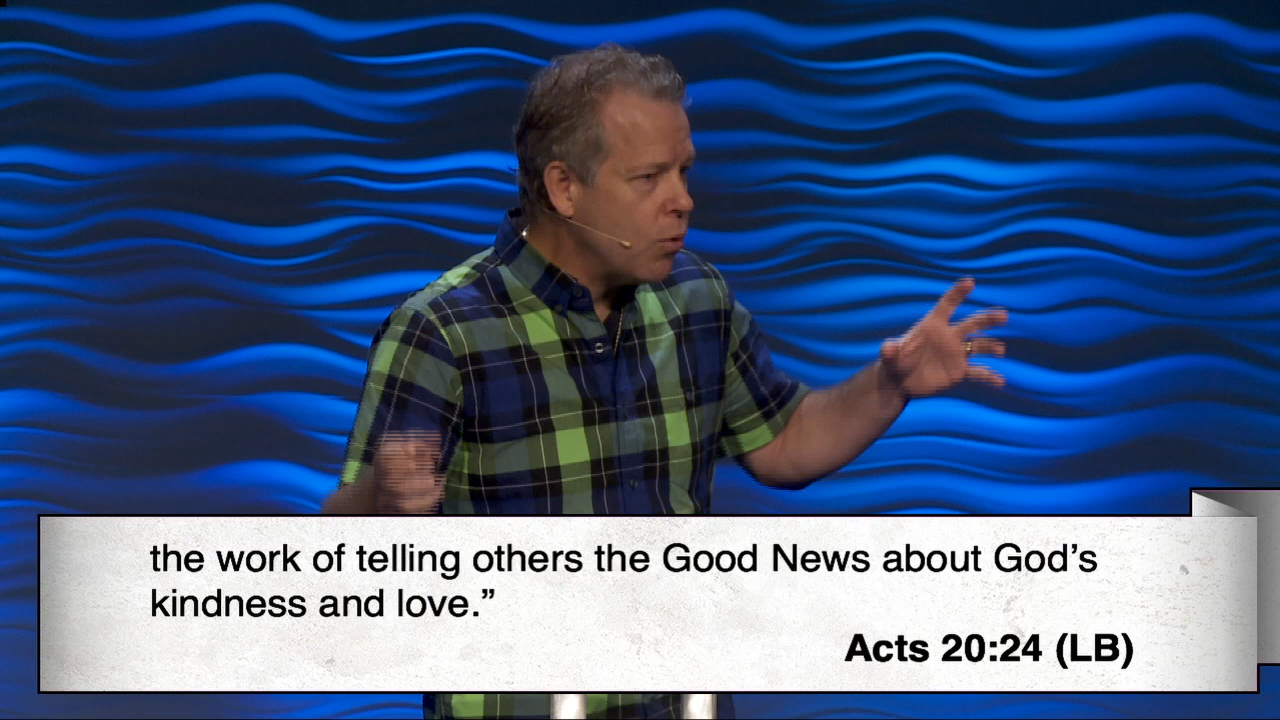 the work of telling others the Good News about God’s
kindness and love.”
Acts 20:24 (LB)